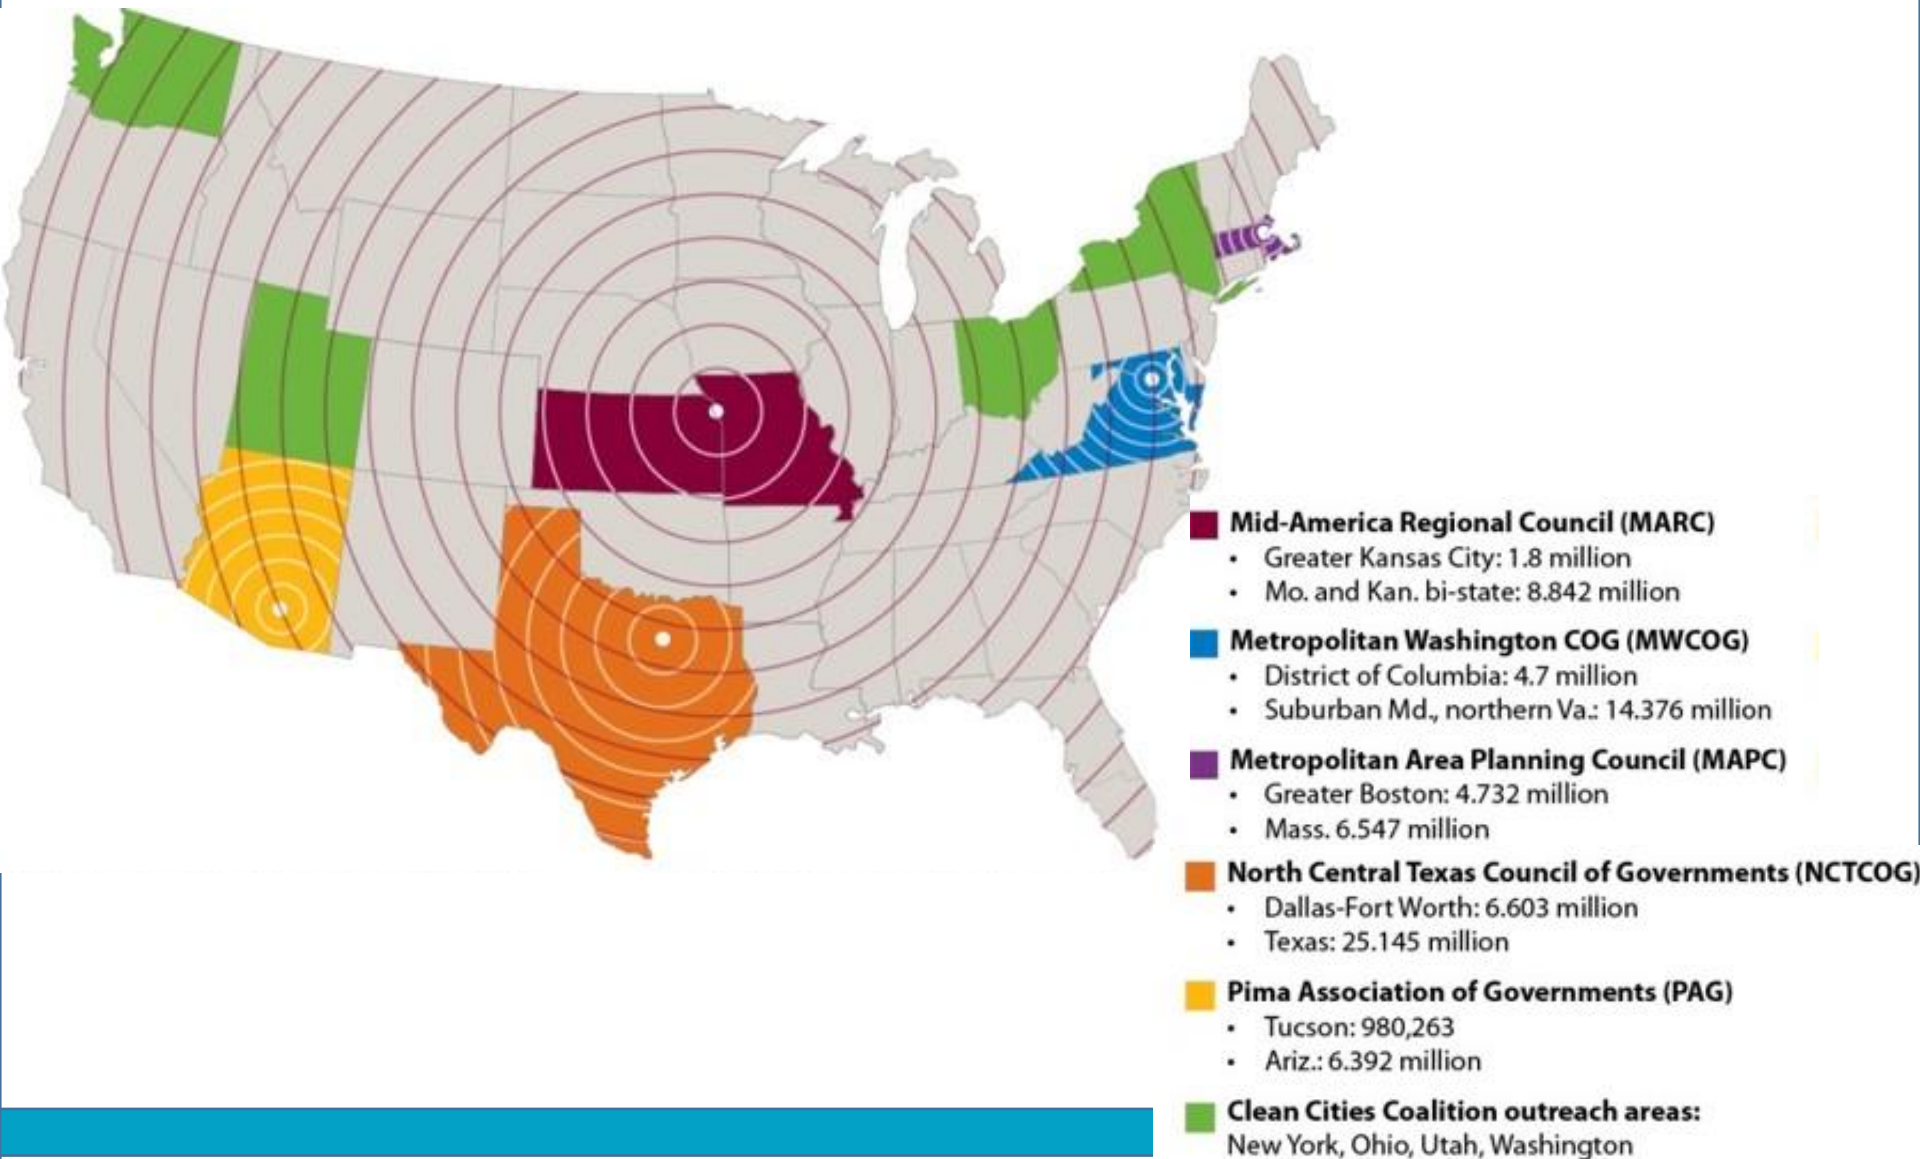 Mid-America Regional Council (MARC)
• Greater Kansas City: 1.8 million
• Mo. and Kan. bi-state: 8.842 million
Metropolitan Washington COG (MWCOG)
• District of Columbia: 4.7 million
• Suburban Md., northern Va.: 14.376 million
Metropolitan Area Planning Council (MAPC)
• Greater Boston: 4.732 million
• Mass. 6.547 million
North Central Texas Council of Governments (NCTCOG)
• Dallas-Fort Worth: 6.603 million
• Texas: 25.145 million
Pima Association of Governments (PAG)
• Tucson: 980,263
• Ariz.: 6.392 million
Clean Cities Coalition outreach areas:
New York, Ohio, Utah, Washington